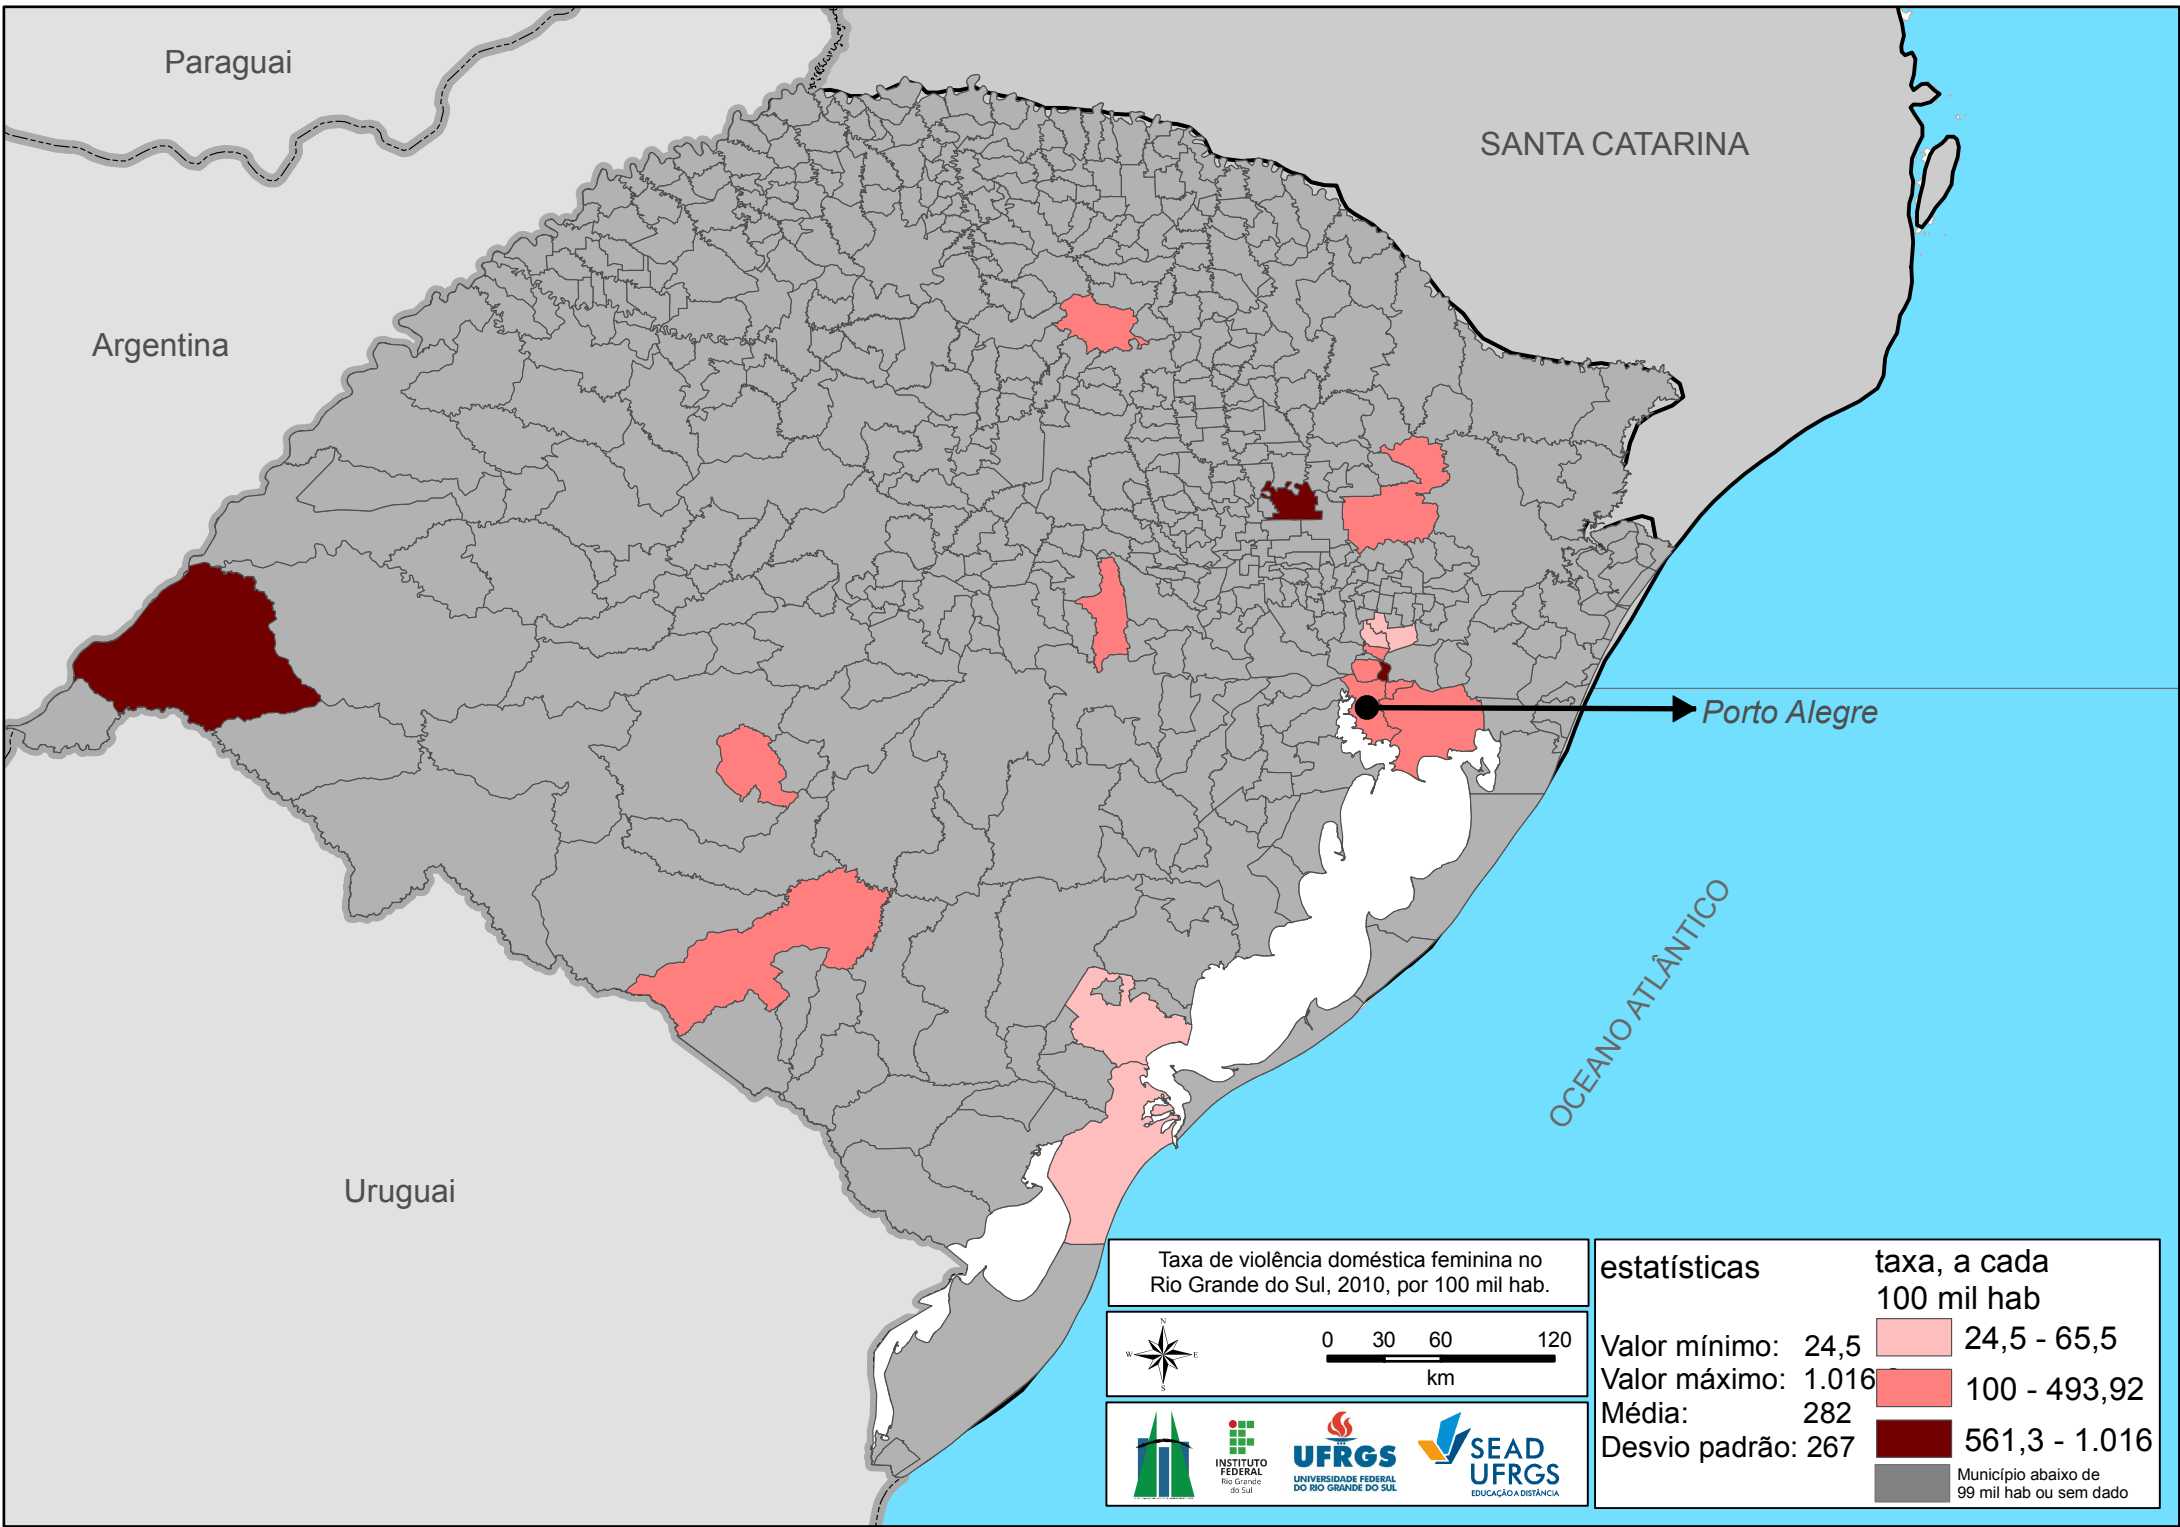 Paraguai
SANTA CATARINA
Argentina
Porto Alegre
OCEANO ATLÂNTICO
Uruguai
Taxa de violência doméstica feminina no
Rio Grande do Sul, 2010, por 100 mil hab.
N
W E
S
0 30 60 120
km
INSTITUTO
FEDERAL
Rio Grande
do Sul
UFRGS
UNIVERSIDADE FEDERAL
DO RIO GRANDE DO SUL
SEAD
UFRGS
EDUCAÇÃO A DISTÂNCIA
estatísticas
Valor mínimo: 24,5
Valor máximo: 1.016
Média: 282
Desvio padrão: 267
taxa, a cada
100 mil hab
24,5 - 65,5
100 - 493,92
561,3 - 1.016
Município abaixo de
99 mil hab ou sem dado